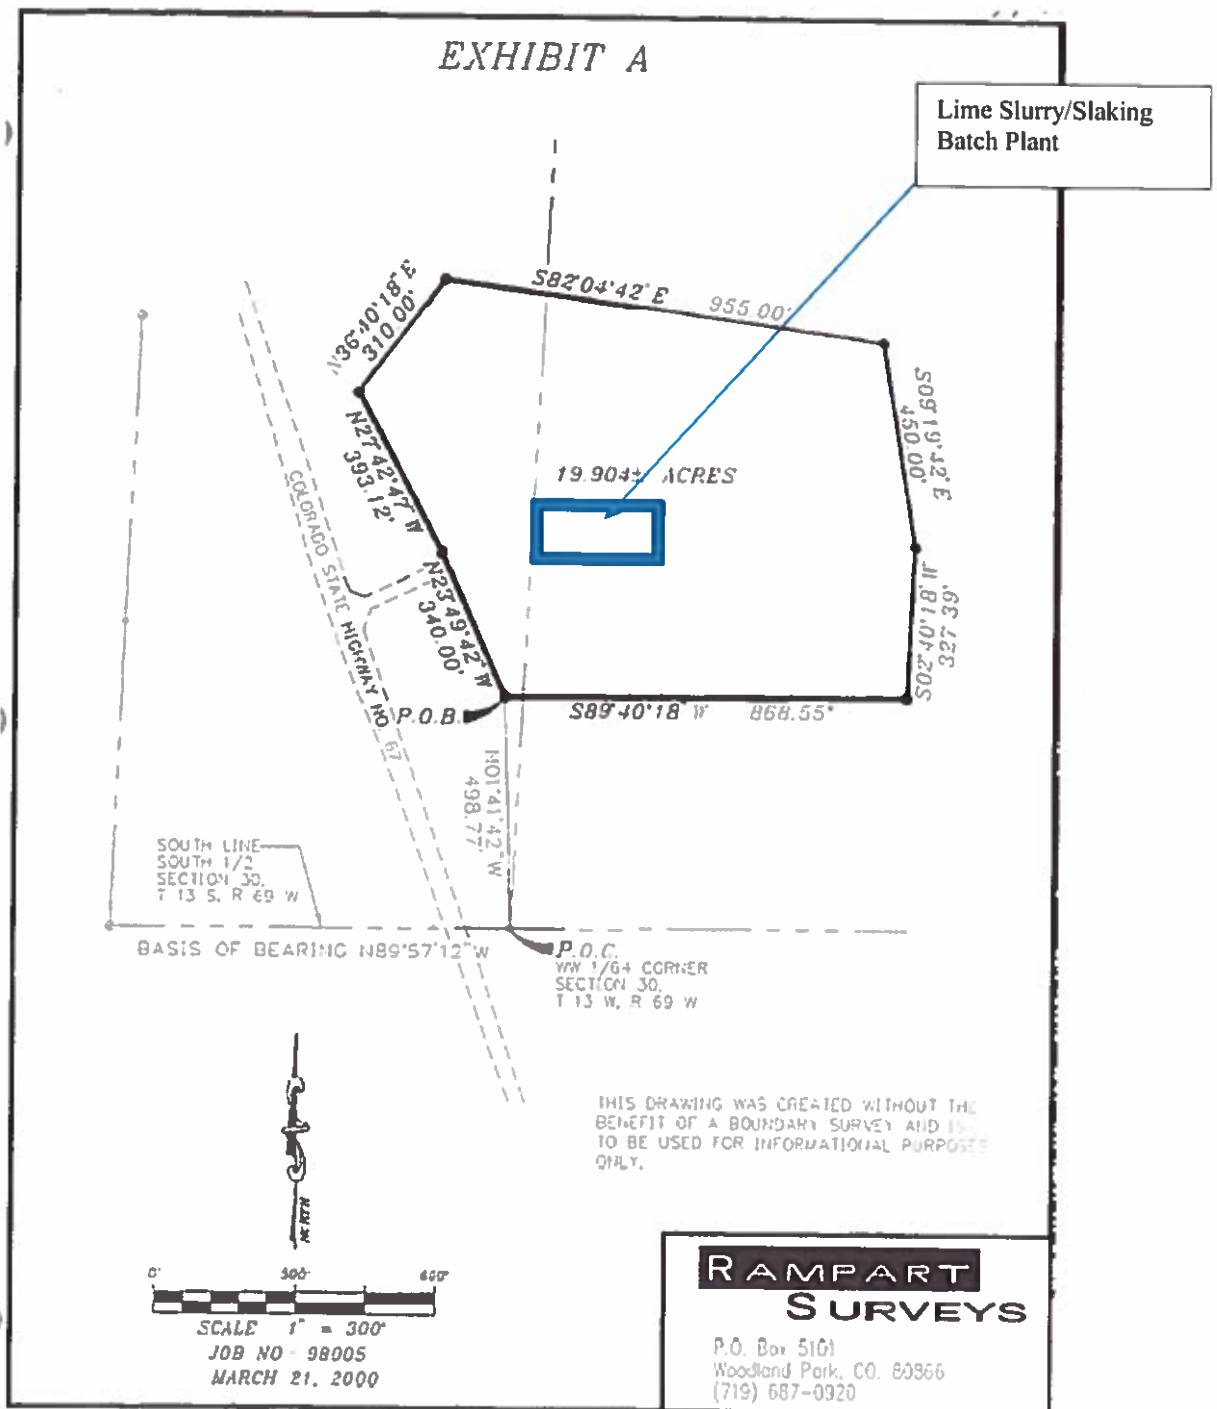 EXHIBIT A
Lime Slurry/Slaking
Batch Plant
S82°04'42"E 955.00'
N36°40'18"E
310.00'
S09°19'42"E
450.00'
N27°42'47"W
393.12'
19.904± ACRES
COLORADO STATE HIGHWAY NO. 67
N23°49'42"W
340.00'
S02°40'18"W
327.39'
P.O.B.
S89°40'18"W 868.55'
N01°41'42"W
498.77'
SOUTH LINE
SOUTH 1/2
SECTION 30,
T 13 S, R 69 W
BASIS OF BEARING N89°57'12"W
P.O.C.
WW 1/64 CORNER
SECTION 30,
T 13 W, R 69 W
THIS DRAWING WAS CREATED WITHOUT THE
BENEFIT OF A BOUNDARY SURVEY AND IS
TO BE USED FOR INFORMATIONAL PURPOSES
ONLY.
NORTH
0' 300' 600'
SCALE 1" = 300'
JOB NO 98005
MARCH 21, 2000
RAMPART
SURVEYS
P.O. Box 5101
Woodland Park, CO. 80866
(719) 687-0920